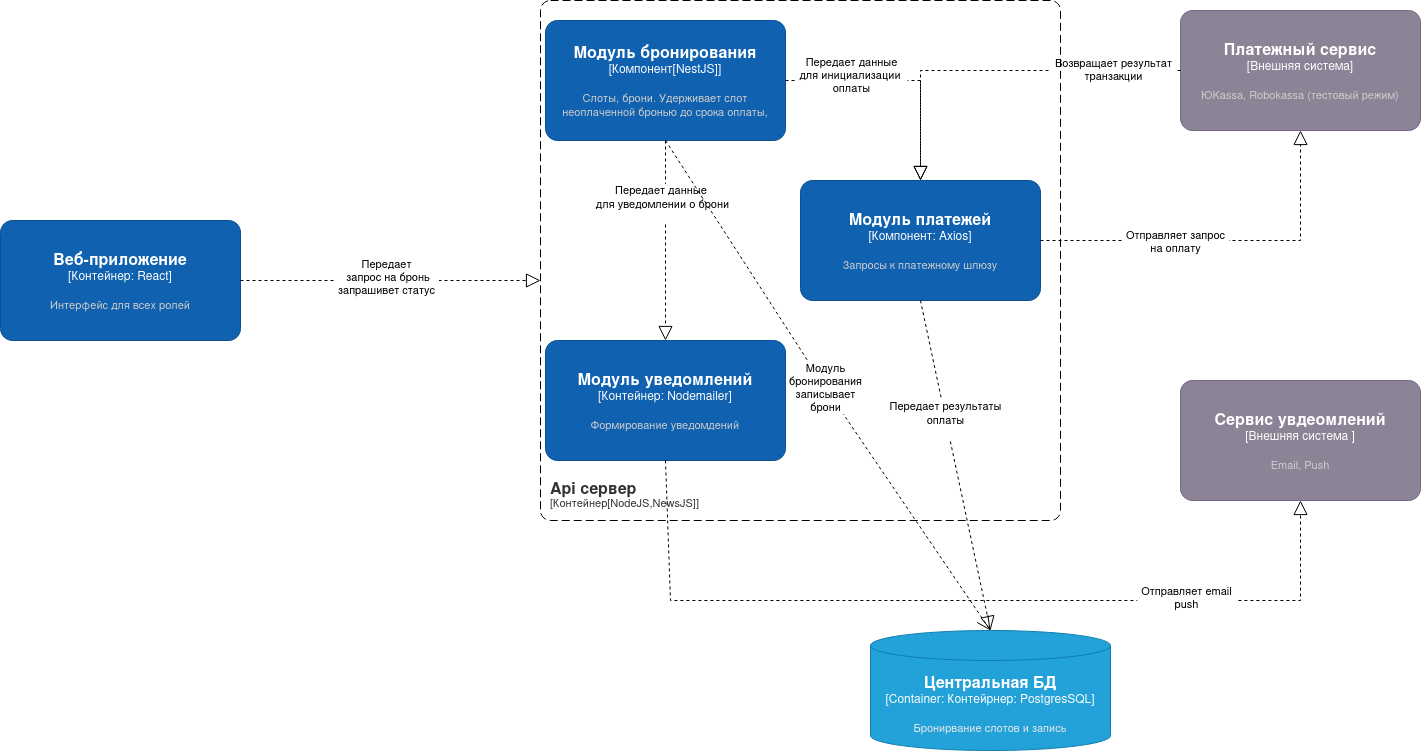 Модуль бронирования
[Компонент[NestJS]]
Слоты, брони. Удерживает слот
неоплаченной бронью до срока оплаты,
Передает данные
для инициализации
оплаты
Возвращает результат
транзакции
Платежный сервис
[Внешняя система]
ЮKassa, Robokassa (тестовый режим)
Передает данные
для уведомлении о брони
Модуль платежей
[Компонент: Axios]
Запросы к платежному шлюзу
Отправляет запрос
на оплату
Веб-приложение
[Контейнер: React]
Интерфейс для всех ролей
Передает
запрос на бронь
запрашивет статус
Модуль уведомлений
[Контейнер: Nodemailer]
Формирование уведомдений
Модуль
бронирования
записывает
брони
Передает результаты
оплаты
Сервис увдеомлений
[Внешняя система ]
Email, Push
Api сервер
[Контейнер[NodeJS,NewsJS]]
Отправляет email
push
Центральная БД
[Container: Контейрнер: PostgresSQL]
Бронирвание слотов и запись